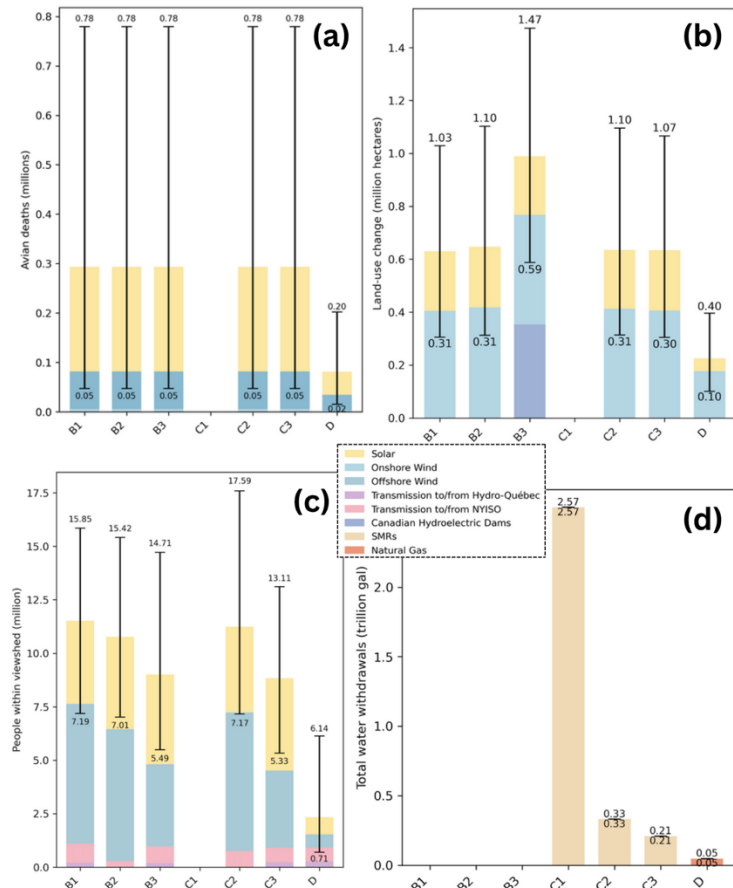 (a)
Avian deaths (millions)
0.8
0.7
0.6
0.5
0.4
0.3
0.2
0.1
0.0
0.78
0.78
0.78
0.78
0.78
0.20
0.05
0.05
0.05
0.05
0.05
0.02
B1
B2
B3
C1
C2
C3
D
(b)
Land-use change (million hectares)
1.4
1.2
1.0
0.8
0.6
0.4
0.2
0.0
1.03
1.10
1.47
1.10
1.07
0.40
0.31
0.31
0.59
0.31
0.30
0.10
B1
B2
B3
C1
C2
C3
D
Solar
Onshore Wind
Offshore Wind
Transmission to/from Hydro-Québec
Transmission to/from NYISO
Canadian Hydroelectric Dams
SMRs
Natural Gas
(c)
People within viewshed (million)
17.5
15.0
12.5
10.0
7.5
5.0
2.5
0.0
15.85
15.42
14.71
17.59
13.11
6.14
7.19
7.01
5.49
7.17
5.33
0.71
B1
B2
B3
C1
C2
C3
D
(d)
Total water withdrawals (trillion gal)
2.0
1.5
1.0
0.5
0.0
2.57
2.57
0.33
0.33
0.21
0.21
0.05
0.05
B1
B2
B3
C1
C2
C3
D